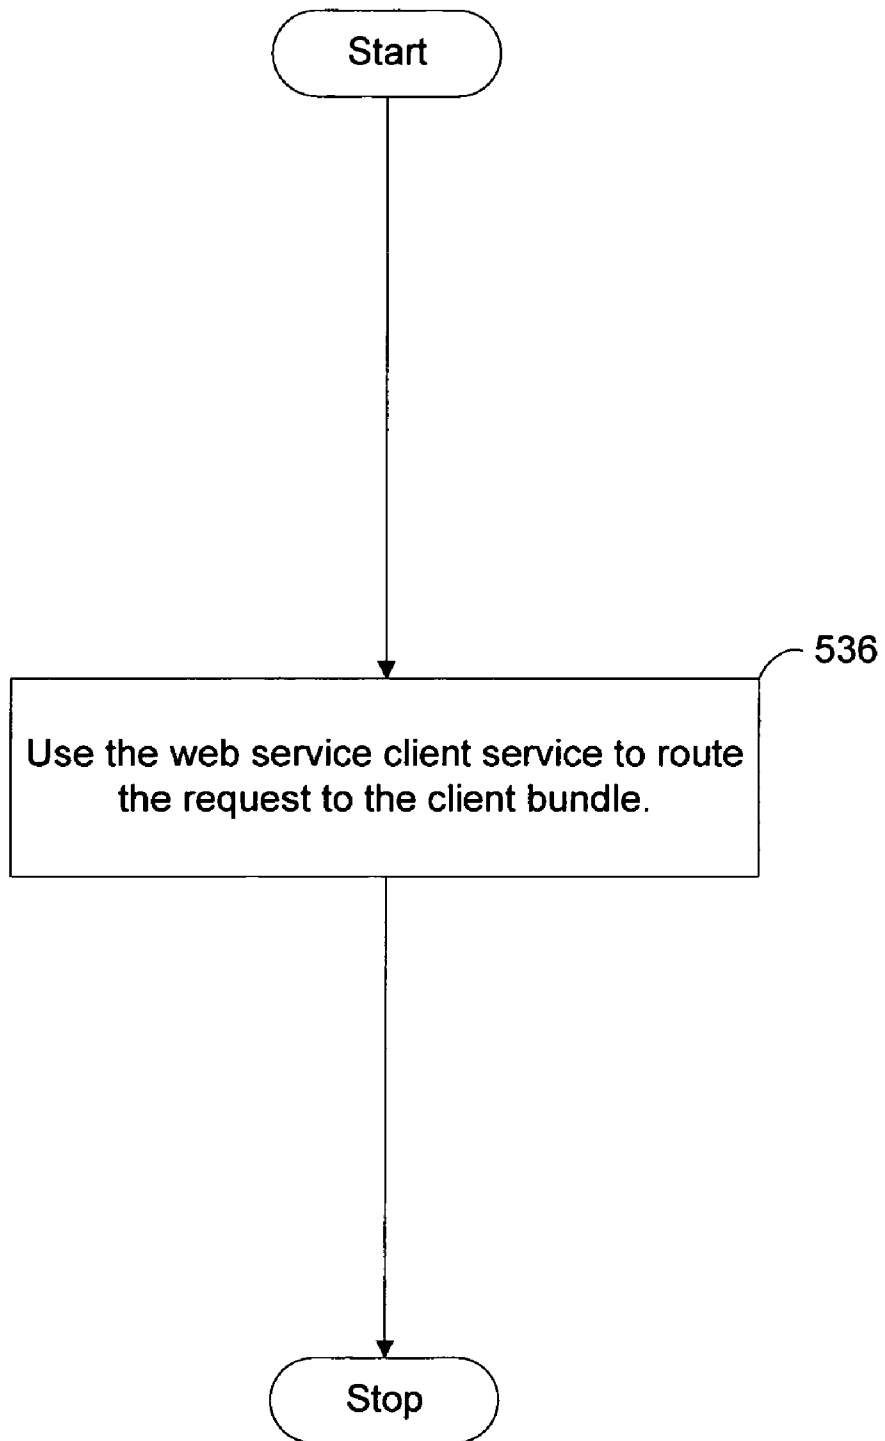 Start
536
Use the web service client service to route
the request to the client bundle.
Stop